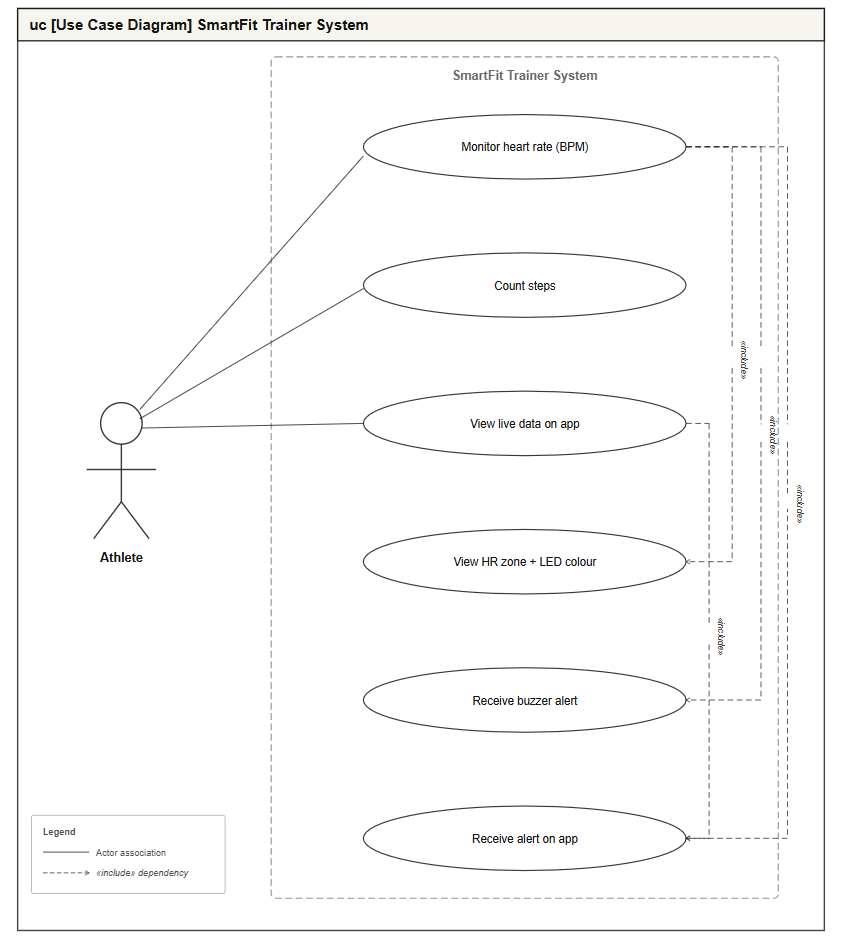 uc [Use Case Diagram] SmartFit Trainer System
SmartFit Trainer System
Monitor heart rate (BPM)
Count steps
«include»
View live data on app
«include»
«include»
View HR zone + LED colour
Athlete
«include»
Receive buzzer alert
Receive alert on app
Legend
Actor association
«include» dependency